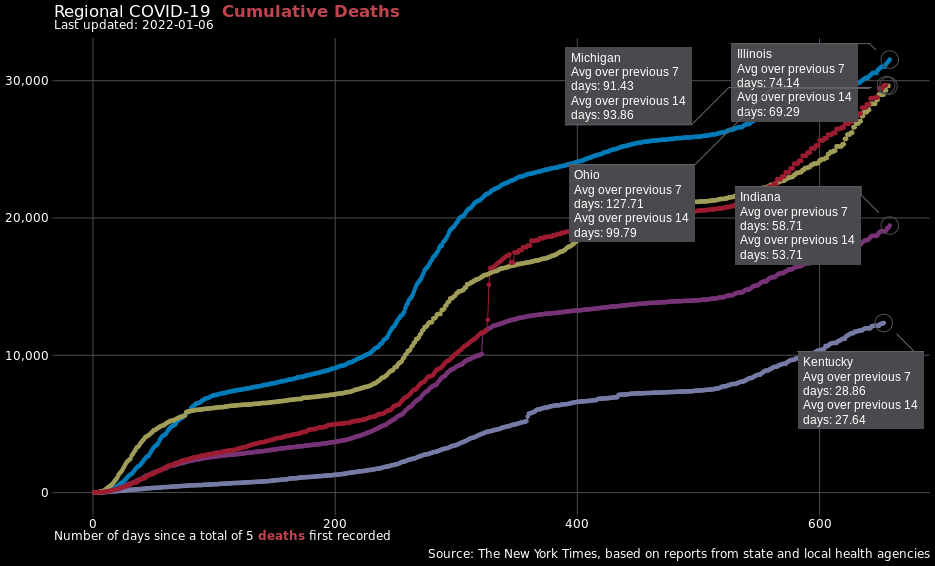 Regional COVID-19 Cumulative Deaths
Last updated: 2022-01-06
Michigan
Avg over previous 7
days: 91.43
Avg over previous 14
days: 93.86
Illinois
Avg over previous 7
days: 74.14
Avg over previous 14
days: 69.29
Ohio
Avg over previous 7
days: 127.71
Avg over previous 14
days: 99.79
Indiana
Avg over previous 7
days: 58.71
Avg over previous 14
days: 53.71
Kentucky
Avg over previous 7
days: 28.86
Avg over previous 14
days: 27.64
30,000
20,000
10,000
0
0 200 400 600
Number of days since a total of 5 deaths first recorded
Source: The New York Times, based on reports from state and local health agencies